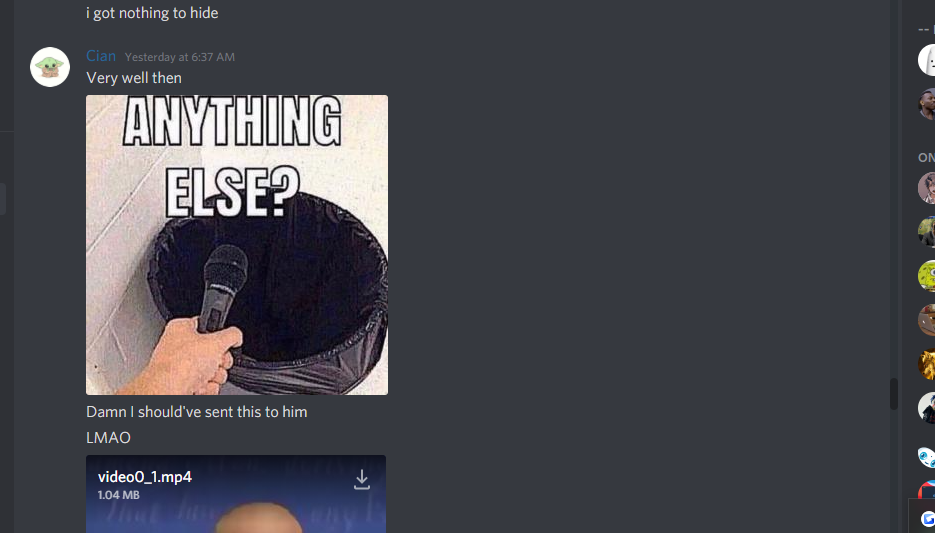 i got nothing to hide
Cian Yesterday at 6:37 AM
Very well then
ANYTHING
ELSE?
Damn I should've sent this to him
LMAO
video0_1.mp4
1.04 MB
ON